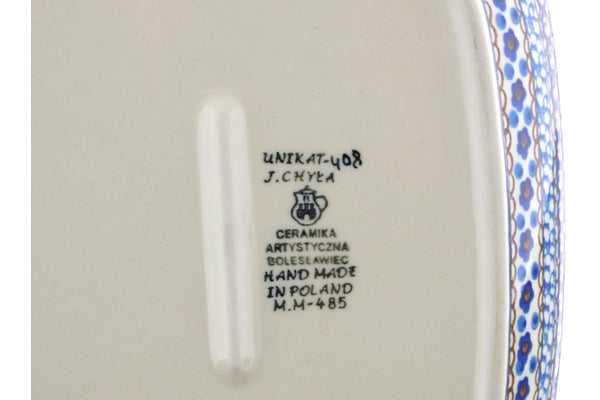 UNIKAT-408
J. CHYŁA
R
CERAMIKA
ARTYSTYCZNA
BOLESŁAWIEC
HAND MADE
IN POLAND
M.M-485